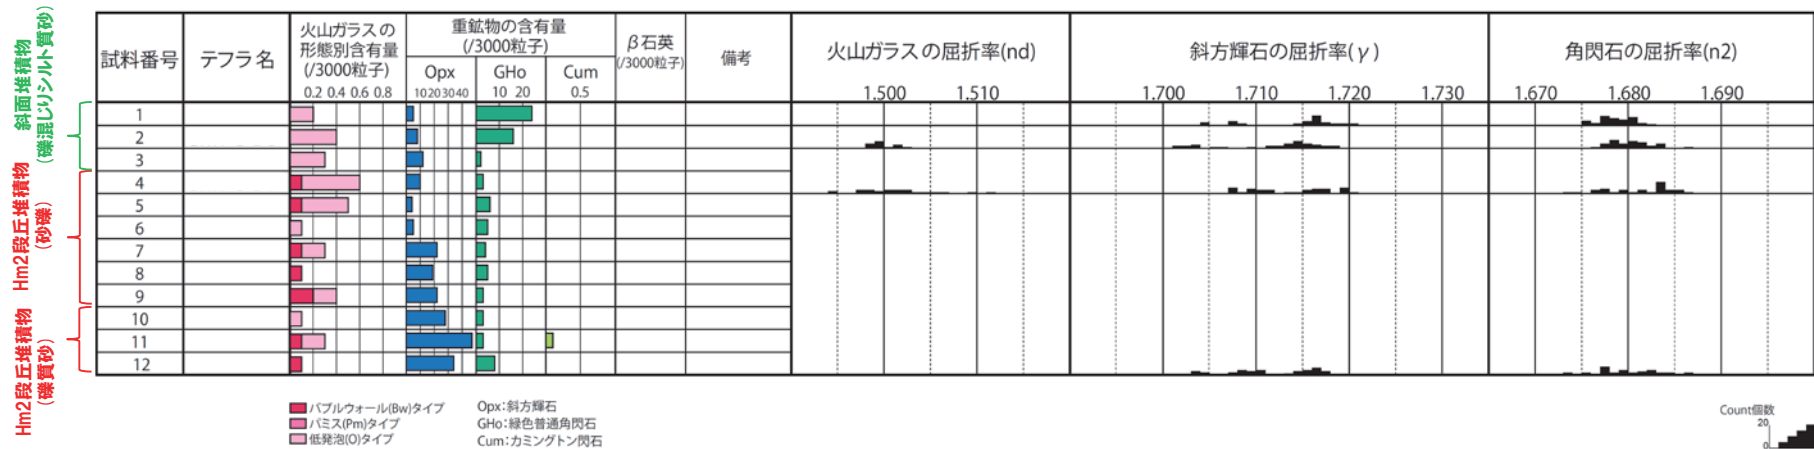 斜面堆積物
(礫混じりシルト質砂)
Hm2段丘堆積物
(砂礫)
Hm2段丘堆積物
(礫質砂)
試料番号
テフラ名
火山ガラスの
形態別含有量
(/3000粒子)
0.2 0.4 0.6 0.8
重鉱物の含有量
(/3000粒子)
Opx
10 20 30 40
GHo
10 20
Cum
0.5
β石英
(/3000粒子)
備考
火山ガラスの屈折率(nd)
1.500 1.510
斜方輝石の屈折率(γ)
1.700 1.710 1.720 1.730
角閃石の屈折率(n2)
1.670 1.680 1.690
1
2
3
4
5
6
7
8
9
10
11
12
バブルウォール(Bw)タイプ
パミス(Pm)タイプ
低発泡(O)タイプ
Opx:斜方輝石
GHo:緑色普通角閃石
Cum:カミングトン閃石
Count個数
20
0